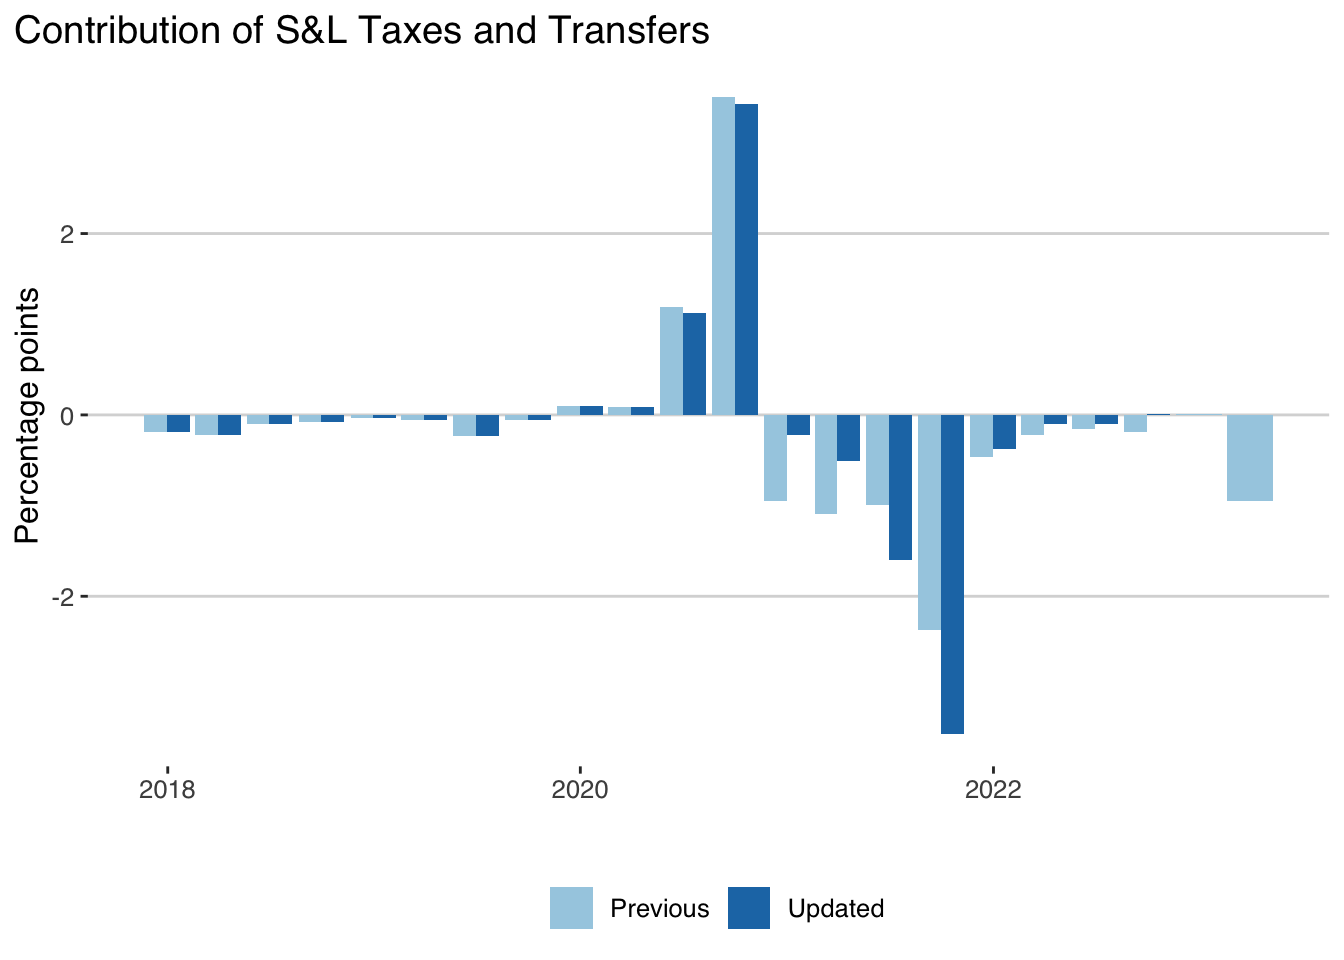 Contribution of S&L Taxes and Transfers
Percentage points
2
0
-2
2018
2020
2022
Previous
Updated